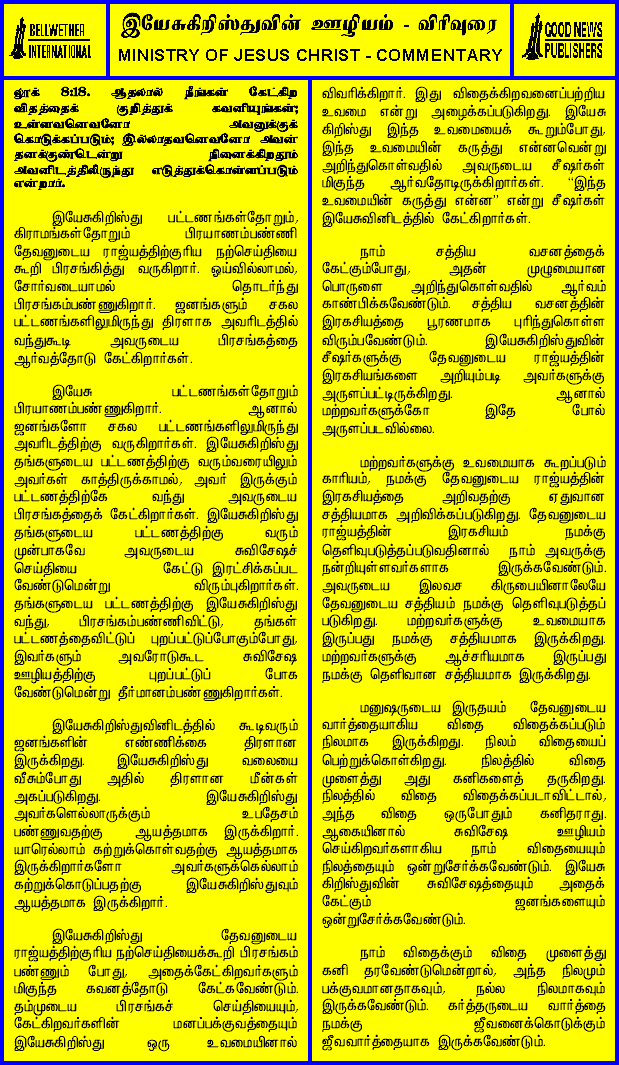 BELLWETHER
INTERNATIONAL
இயேசுகிறிஸ்துவின் ஊழியம் - விரிவுரை
MINISTRY OF JESUS CHRIST - COMMENTARY
GOOD NEWS
PUBLISHERS
லூக் 8:18. ஆதலால் நீங்கள் கேட்கிற
விதத்தைக் குறித்துக் கவனியுங்கள்;
உள்ளவனெவனோ அவனுக்குக்
கொடுக்கப்படும்; இல்லாதவனெவனோ அவன்
தனக்குண்டென்று நினைக்கிறதும்
அவனிடத்திலிருந்து எடுத்துக்கொள்ளப்படும்
என்றார்.
இயேசுகிறிஸ்து பட்டணங்கள்தோறும்,
கிராமங்கள்தோறும் பிரயாணம்பண்ணி
தேவனுடைய ராஜ்யத்திற்குரிய நற்செய்தியை
கூறி பிரசங்கித்து வருகிறார். ஓய்வில்லாமல்,
சோர்வடையாமல் தொடர்ந்து
பிரசங்கம்பண்ணுகிறார். ஜனங்களும் சகல
பட்டணங்களிலுமிருந்து திரளாக அவரிடத்தில்
வந்துகூடி அவருடைய பிரசங்கத்தை
ஆர்வத்தோடு கேட்கிறார்கள்.
இயேசு பட்டணங்கள்தோறும்
பிரயாணம்பண்ணுகிறார். ஆனால்
ஜனங்களோ சகல பட்டணங்களிலுமிருந்து
அவரிடத்திற்கு வருகிறார்கள். இயேசுகிறிஸ்து
தங்களுடைய பட்டணத்திற்கு வரும்வரையிலும்
அவர்கள் காத்திருக்காமல், அவர் இருக்கும்
பட்டணத்திற்கே வந்து அவருடைய
பிரசங்கத்தைக் கேட்கிறார்கள். இயேசுகிறிஸ்து
தங்களுடைய பட்டணத்திற்கு வரும்
முன்பாகவே அவருடைய சுவிசேஷச்
செய்தியை கேட்டு இரட்சிக்கப்பட
வேண்டுமென்று விரும்புகிறார்கள்.
தங்களுடைய பட்டணத்திற்கு இயேசுகிறிஸ்து
வந்து, பிரசங்கம்பண்ணிவிட்டு, தங்கள்
பட்டணத்தைவிட்டுப் புறப்பட்டுப்போகும்போது,
இவர்களும் அவரோடுகூட சுவிசேஷ
ஊழியத்திற்கு புறப்பட்டுப் போக
வேண்டுமென்று தீர்மானம்பண்ணுகிறார்கள்.
இயேசுகிறிஸ்துவினிடத்தில் கூடிவரும்
ஜனங்களின் எண்ணிக்கை திரளான
இருக்கிறது. இயேசுகிறிஸ்து வலையை
வீசும்போது அதில் திரளான மீன்கள்
அகப்படுகிறது. இயேசுகிறிஸ்து
அவர்களெல்லாருக்கும் உபதேசம்
பண்ணுவதற்கு ஆயத்தமாக இருக்கிறார்.
யாரெல்லாம் கற்றுக்கொள்வதற்கு ஆயத்தமாக
இருக்கிறார்களோ அவர்களுக்கெல்லாம்
கற்றுக்கொடுப்பதற்கு இயேசுகிறிஸ்துவும்
ஆயத்தமாக இருக்கிறார்.
இயேசுகிறிஸ்து தேவனுடைய
ராஜ்யத்திற்குரிய நற்செய்தியைக்கூறி பிரசங்கம்
பண்ணும் போது, அதைக்கேட்கிறவர்களும்
மிகுந்த கவனத்தோடு கேட்கவேண்டும்.
தம்முடைய பிரசங்கச் செய்தியையும்,
கேட்கிறவர்களின் மனப்பக்குவத்தையும்
இயேசுகிறிஸ்து ஒரு உவமையினால்
விவரிக்கிறார். இது விதைக்கிறவனைப்பற்றிய
உவமை என்று அழைக்கப்படுகிறது. இயேசு
கிறிஸ்து இந்த உவமையைக் கூறும்போது,
இந்த உவமையின் கருத்து என்னவென்று
அறிந்துகொள்வதில் அவருடைய சீஷர்கள்
மிகுந்த ஆர்வதோடிருக்கிறார்கள். “இந்த
உவமையின் கருத்து என்ன” என்று சீஷர்கள்
இயேசுவினிடத்தில் கேட்கிறார்கள்.
நாம் சத்திய வசனத்தைக்
கேட்கும்போது, அதன் முழுமையான
பொருளை அறிந்துகொள்வதில் ஆர்வம்
காண்பிக்கவேண்டும். சத்திய வசனத்தின்
இரகசியத்தை பூரணமாக புரிந்துகொள்ள
விரும்பவேண்டும். இயேசுகிறிஸ்துவின்
சீஷர்களுக்கு தேவனுடைய ராஜ்யத்தின்
இரகசியங்களை அறியும்படி அவர்களுக்கு
அருளப்பட்டிருக்கிறது. ஆனால்
மற்றவர்களுக்கோ இதே போல்
அருளப்படவில்லை.
மற்றவர்களுக்கு உவமையாக கூறப்படும்
காரியம், நமக்கு தேவனுடைய ராஜ்யத்தின்
இரகசியத்தை அறிவதற்கு ஏதுவான
சத்தியமாக அறிவிக்கப்படுகிறது. தேவனுடைய
ராஜ்யத்தின் இரகசியம் நமக்கு
தெளிவுபடுத்தப்படுவதினால் நாம் அவருக்கு
நன்றியுள்ளவர்களாக இருக்கவேண்டும்.
அவருடைய இலவச கிருபையினாலேயே
தேவனுடைய சத்தியம் நமக்கு தெளிவுபடுத்தப்
படுகிறது. மற்றவர்களுக்கு உவமையாக
இருப்பது நமக்கு சத்தியமாக இருக்கிறது.
மற்றவர்களுக்கு ஆச்சரியமாக இருப்பது
நமக்கு தெளிவான சத்தியமாக இருக்கிறது.
மனுஷருடைய இருதயம் தேவனுடைய
வார்த்தையாகிய விதை விதைக்கப்படும்
நிலமாக இருக்கிறது. நிலம் விதையைப்
பெற்றுக்கொள்கிறது. நிலத்தில் விதை
முளைத்து அது கனிகளைத் தருகிறது.
நிலத்தில் விதை விதைக்கப்படாவிட்டால்,
அந்த விதை ஒருபோதும் கனிதராது.
ஆகையினால் சுவிசேஷ ஊழியம்
செய்கிறவர்களாகிய நாம் விதையையும்
நிலத்தையும் ஒன்றுசேர்க்கவேண்டும். இயேசு
கிறிஸ்துவின் சுவிசேஷத்தையும் அதைக்
கேட்கும் ஜனங்களையும்
ஒன்றுசேர்க்கவேண்டும்.
நாம் விதைக்கும் விதை முளைத்து
கனி தரவேண்டுமென்றால், அந்த நிலமும்
பக்குவமானதாகவும், நல்ல நிலமாகவும்
இருக்கவேண்டும். கர்த்தருடைய வார்த்தை
நமக்கு ஜீவனைக்கொடுக்கும்
ஜீவவார்த்தையாக இருக்கவேண்டும்.